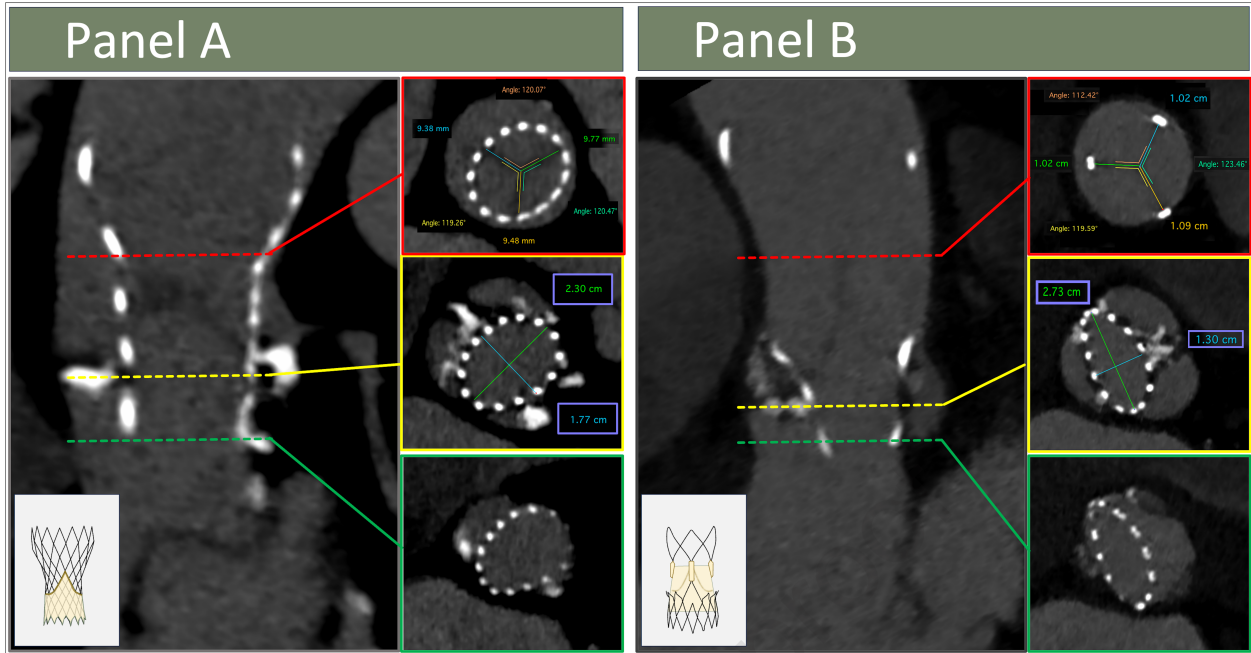 Panel A
Panel B
Angle: 120.07°
9.38 mm
9.77 mm
Angle: 119.26°
Angle: 120.47°
9.48 mm
2.30 cm
1.77 cm
Angle: 112.42°
1.02 cm
1.02 cm
Angle: 123.46°
Angle: 119.59°
1.09 cm
2.73 cm
1.30 cm